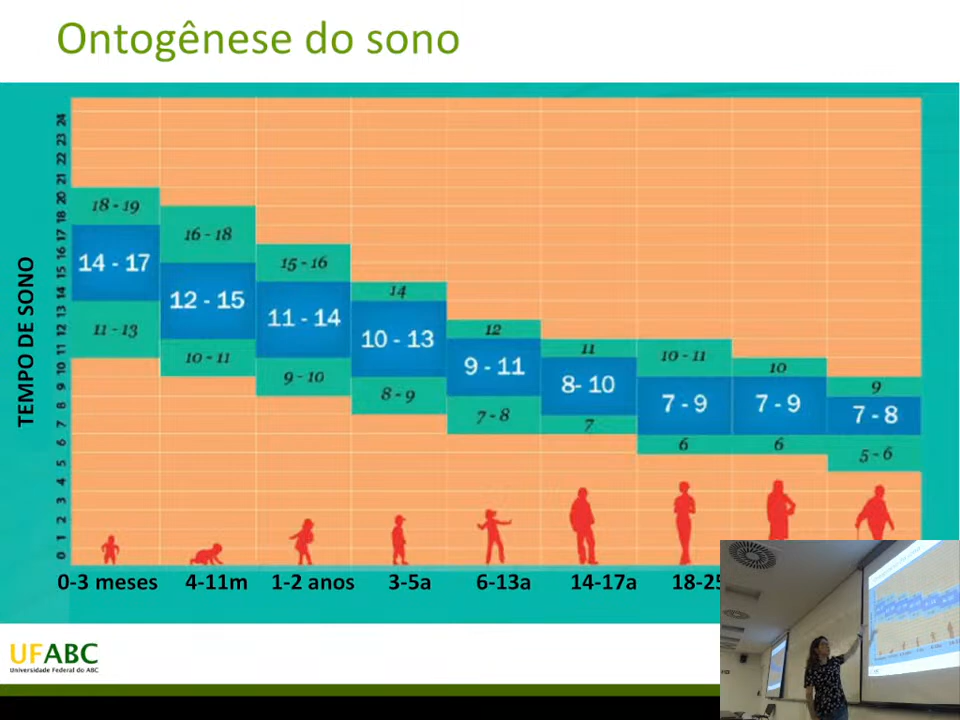 Ontogênese do sono
TEMPO DE SONO
24
23
22
21
20
18
17
16
15
14
13
12
11
10
9
8
7
6
5
4
3
2
1
0
18 - 19
14 - 17
11 - 13
16 - 18
12 - 15
10 - 11
15 - 16
11 - 14
9 - 10
14
10 - 13
8 - 9
12
9 - 11
7 - 8
11
8- 10
7
10 - 11
7 - 9
6
10
7 - 9
6
9
7 - 8
5 - 6
0-3 meses 4-11m 1-2 anos 3-5a 6-13a 14-17a 18-25
UFABC
Universidade Federal do ABC